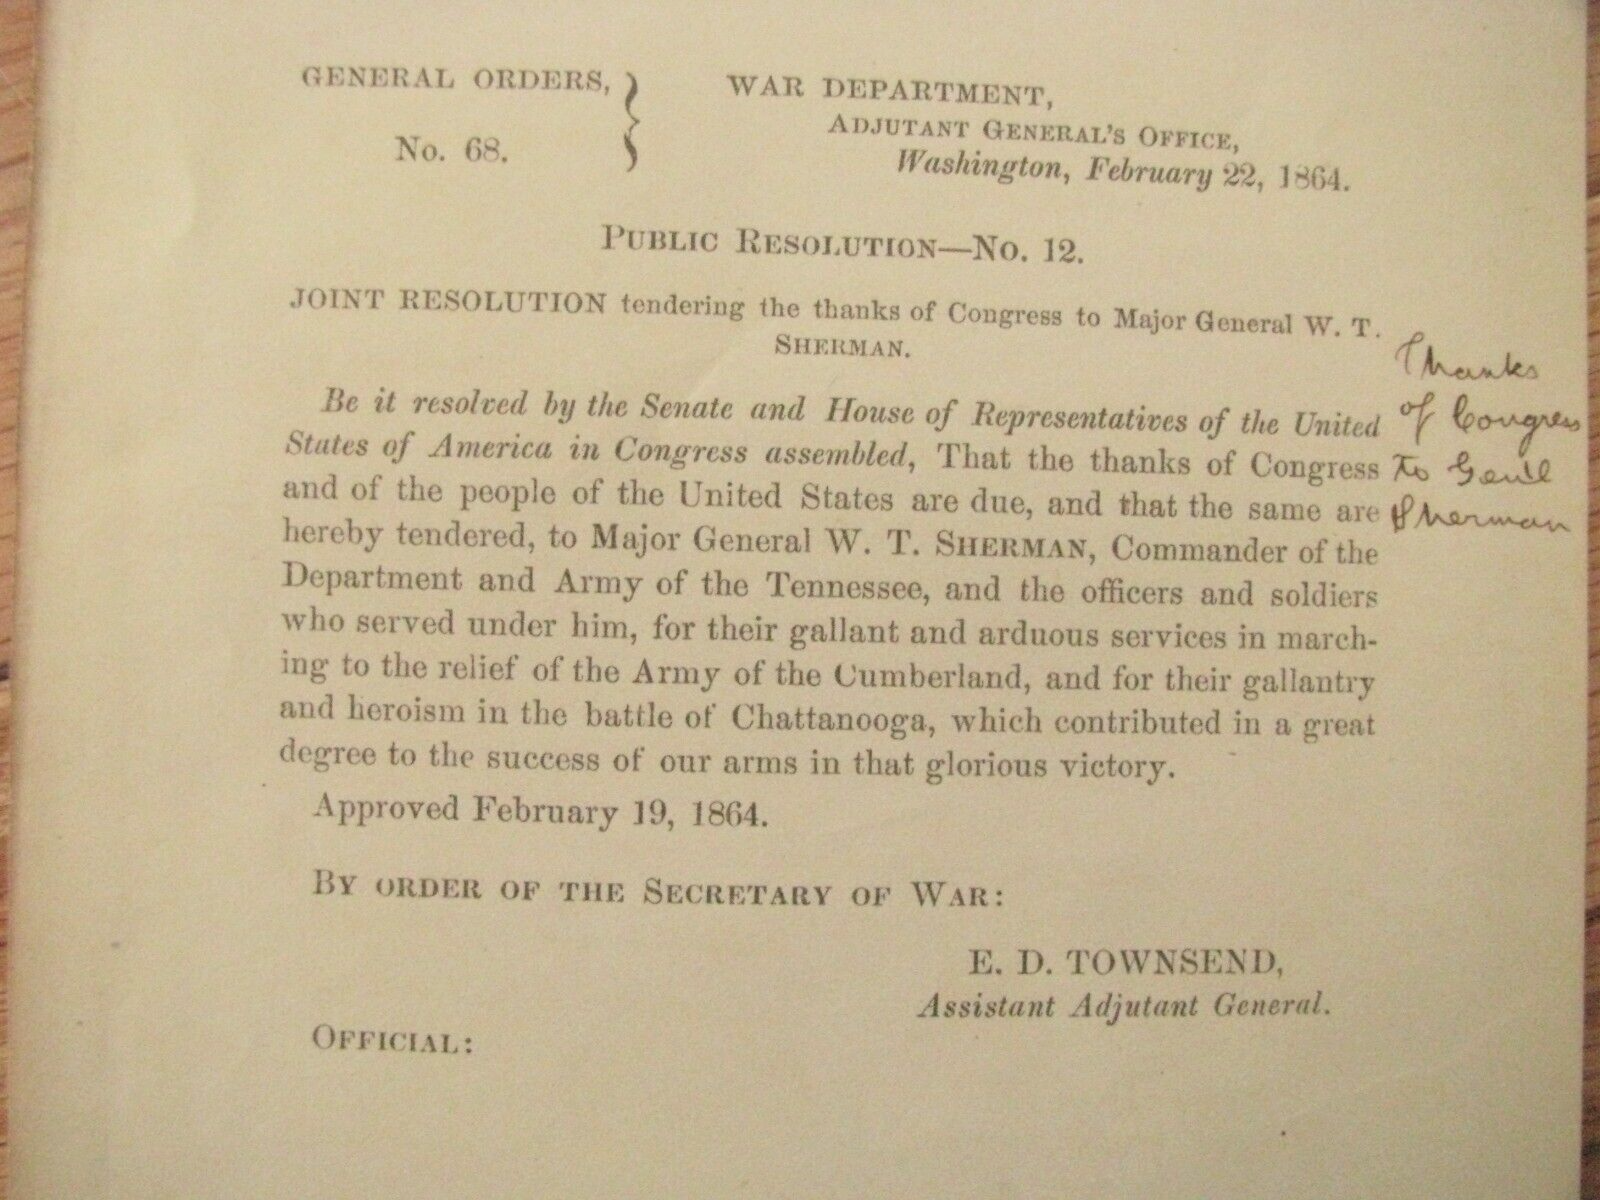 GENERAL ORDERS,
No. 68.
WAR DEPARTMENT,
ADJUTANT GENERAL'S OFFICE,
Washington, February 22, 1864.
PUBLIC RESOLUTION—No. 12.
JOINT RESOLUTION tendering the thanks of Congress to Major General W. T.
SHERMAN.
Be it resolved by the Senate and House of Representatives of the United
States of America in Congress assembled, That the thanks of Congress
and of the people of the United States are due, and that the same are
hereby tendered, to Major General W. T. SHERMAN, Commander of the
Department and Army of the Tennessee, and the officers and soldiers
who served under him, for their gallant and arduous services in march-
ing to the relief of the Army of the Cumberland, and for their gallantry
and heroism in the battle of Chattanooga, which contributed in a great
degree to the success of our arms in that glorious victory.
Approved February 19, 1864.
BY ORDER OF THE SECRETARY OF WAR:
E. D. TOWNSEND,
Assistant Adjutant General.
OFFICIAL:
Thanks
of Congress
to Genl
Sherman